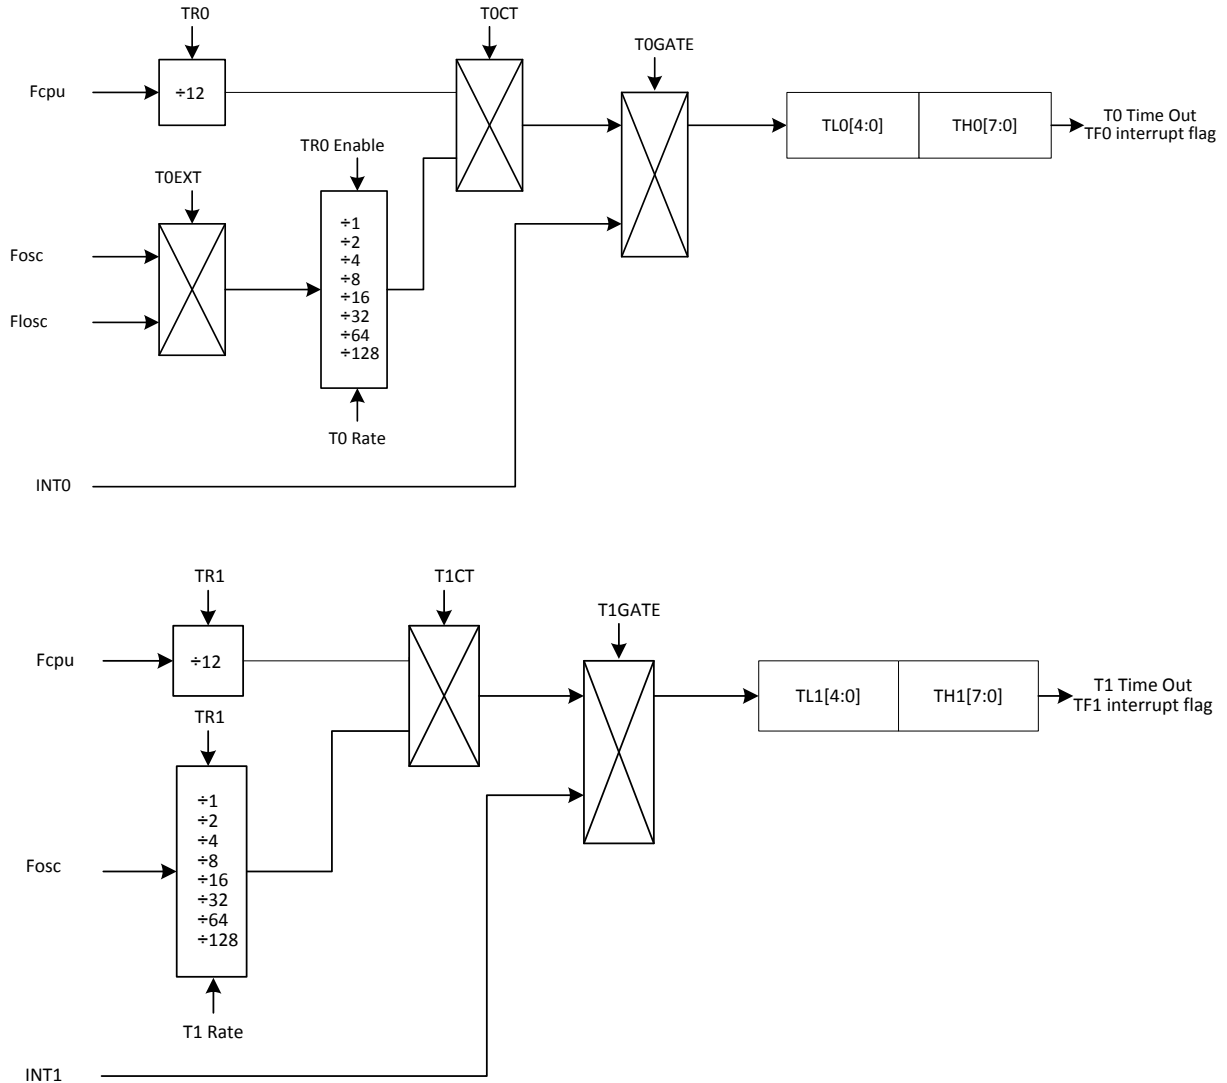 TR0
T0CT
T0GATE
Fcpu
÷12
TL0[4:0]
TH0[7:0]
T0 Time Out
TF0 interrupt flag
TR0 Enable
T0EXT
÷1
÷2
÷4
÷8
÷16
÷32
÷64
÷128
Fosc
Flosc
T0 Rate
INT0
TR1
T1CT
T1GATE
Fcpu
÷12
TL1[4:0]
TH1[7:0]
T1 Time Out
TF1 interrupt flag
TR1
÷1
÷2
÷4
÷8
÷16
÷32
÷64
÷128
Fosc
T1 Rate
INT1